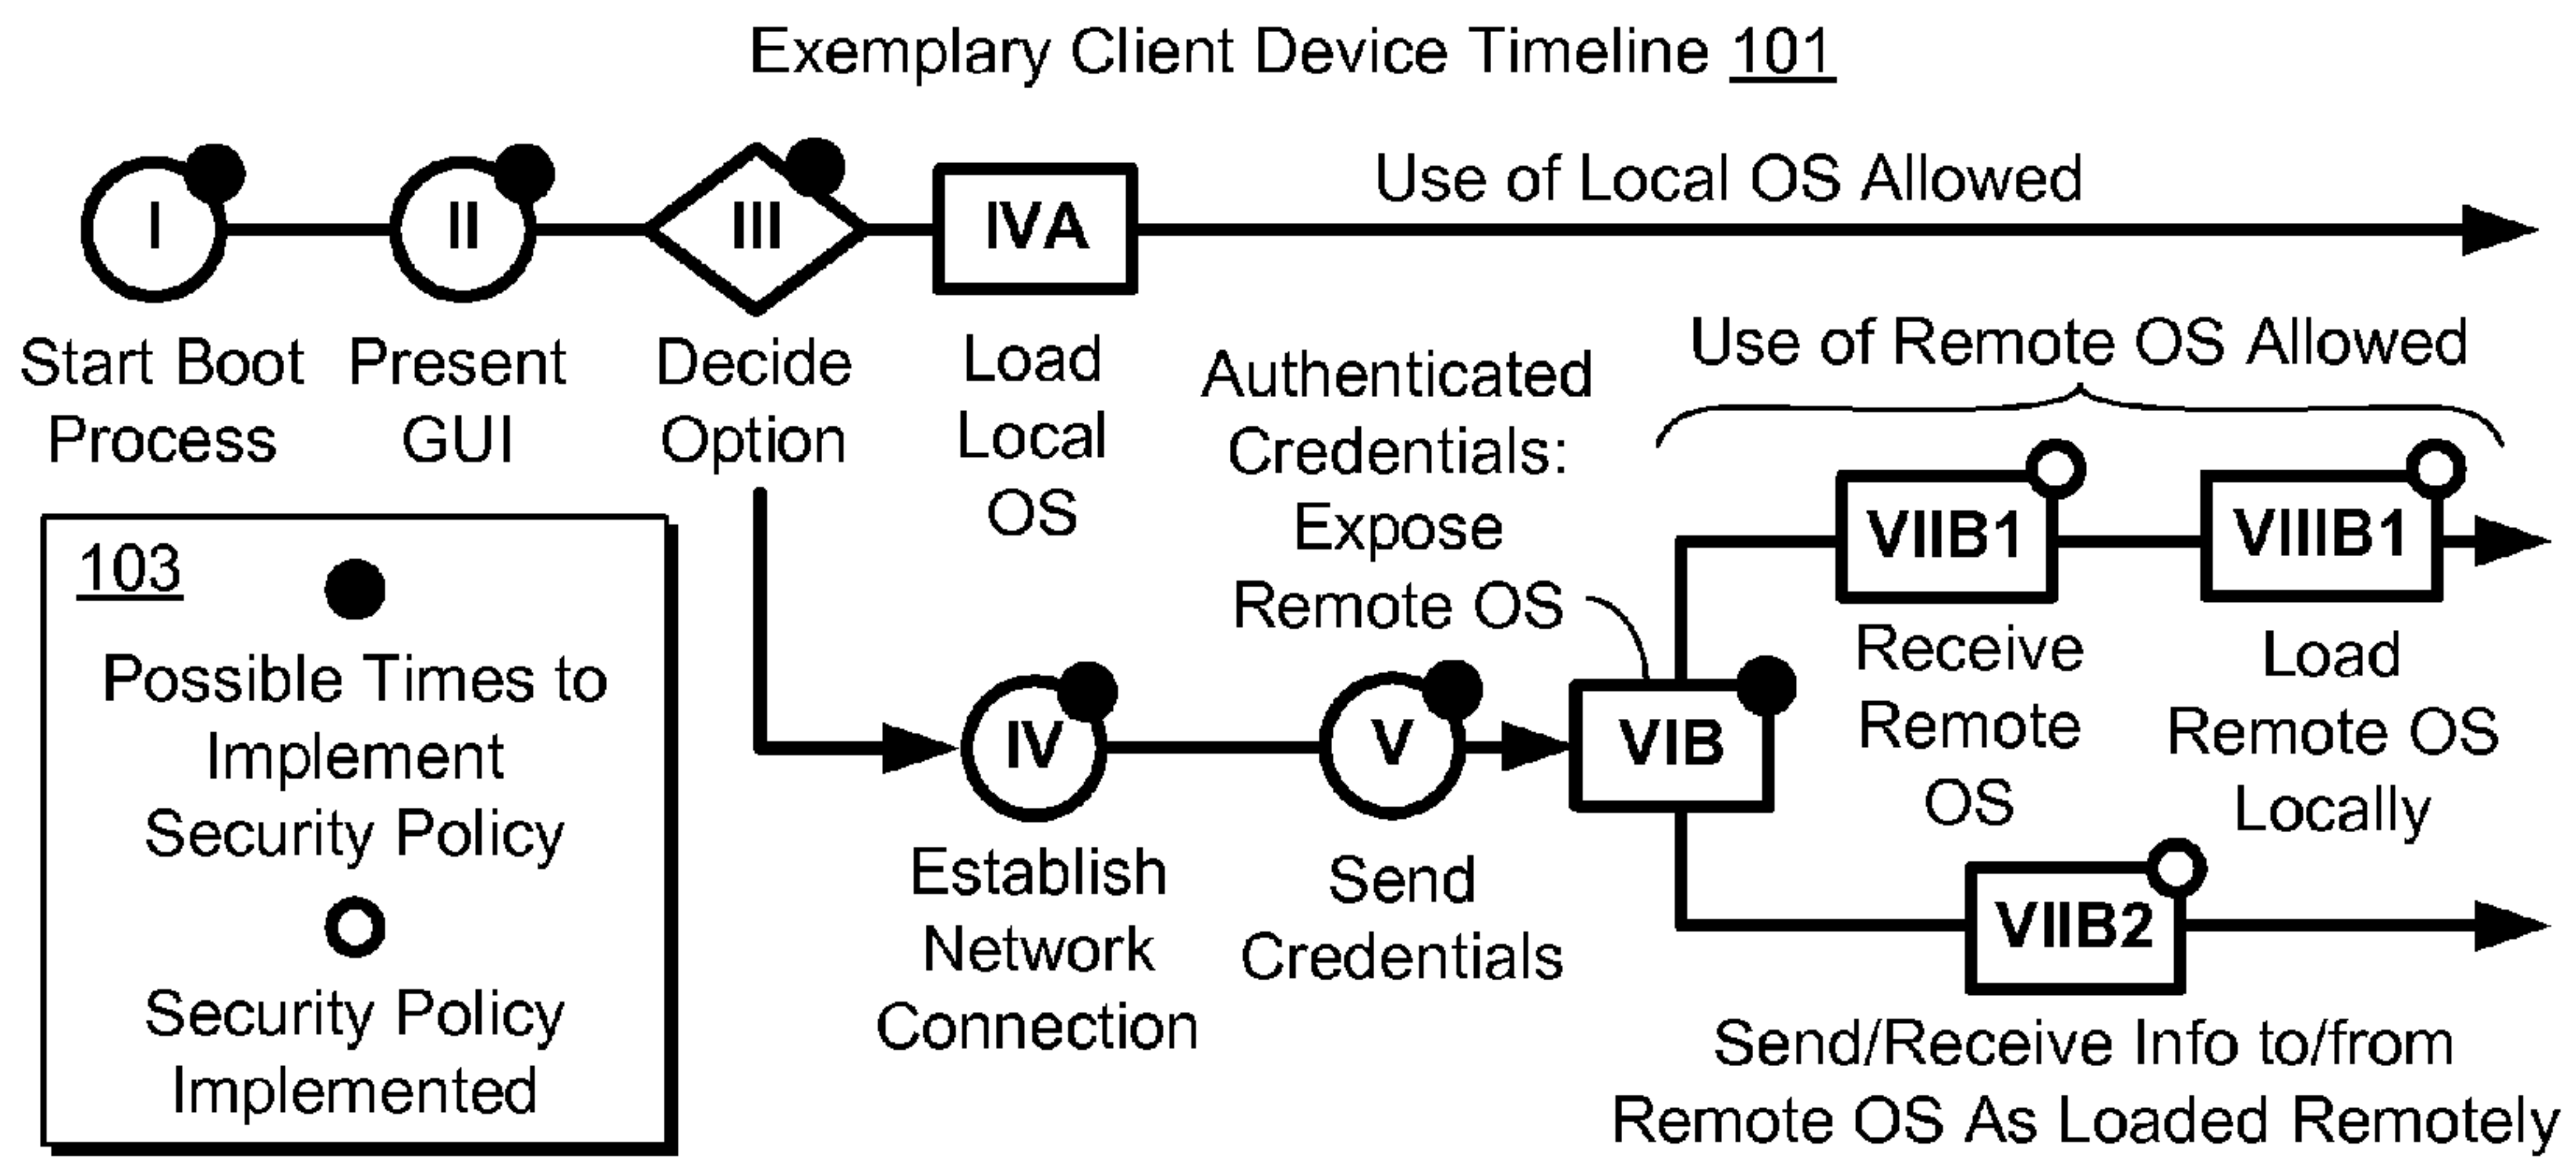 Exemplary Client Device Timeline 101
I
II
III
IVA
Use of Local OS Allowed
Start Boot
Process
Present
GUI
Decide
Option
Load
Local
OS
Authenticated
Credentials:
Expose
Remote OS
Use of Remote OS Allowed
VIIB1
VIIIB1
Receive
Remote
OS
Load
Remote OS
Locally
103
Possible Times to
Implement
Security Policy
Security Policy
Implemented
IV
V
VIB
Establish
Network
Connection
Send
Credentials
VIIB2
Send/Receive Info to/from
Remote OS As Loaded Remotely